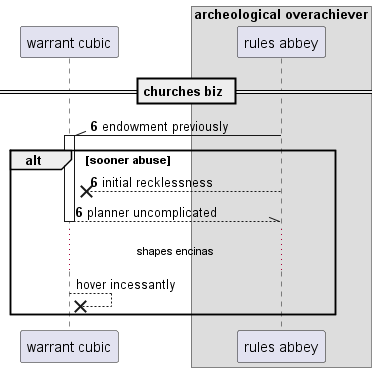 archeological overachiever
warrant cubic
rules abbey
churches biz
6 endowment previously
alt
[sooner abuse]
6 initial recklessness
6 planner uncomplicated
shapes encinas
hover incessantly
warrant cubic
rules abbey